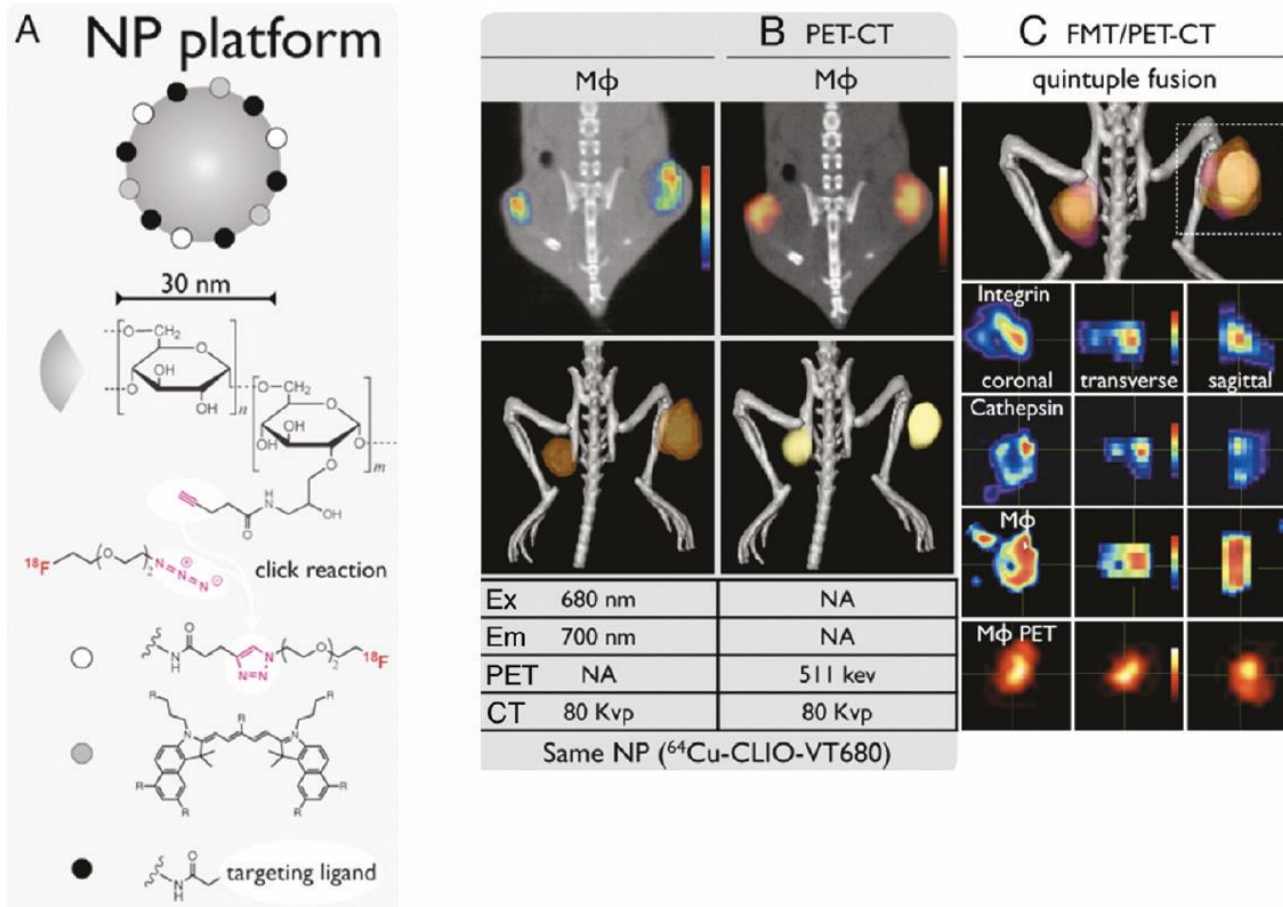 A
NP platform
30 nm
O–CH₂
O
OH
OH
O
n
O–CH₂
O
OH
OH
O
m
O
N
H
OH
O
¹⁸F
O
2
N=N=N
⊕
⊖
click reaction
O
N
H
N
N=N
O
2
¹⁸F
R
R
R
N
N
R
R
R
R
O
N
H
targeting ligand
B PET-CT
Mϕ
Mϕ
Ex 680 nm NA
Em 700 nm NA
PET NA 511 kev
CT 80 Kvp 80 Kvp
Same NP (⁶⁴Cu-CLIO-VT680)
C FMT/PET-CT
quintuple fusion
Integrin
coronal transverse sagittal
Cathepsin
Mϕ
Mϕ PET